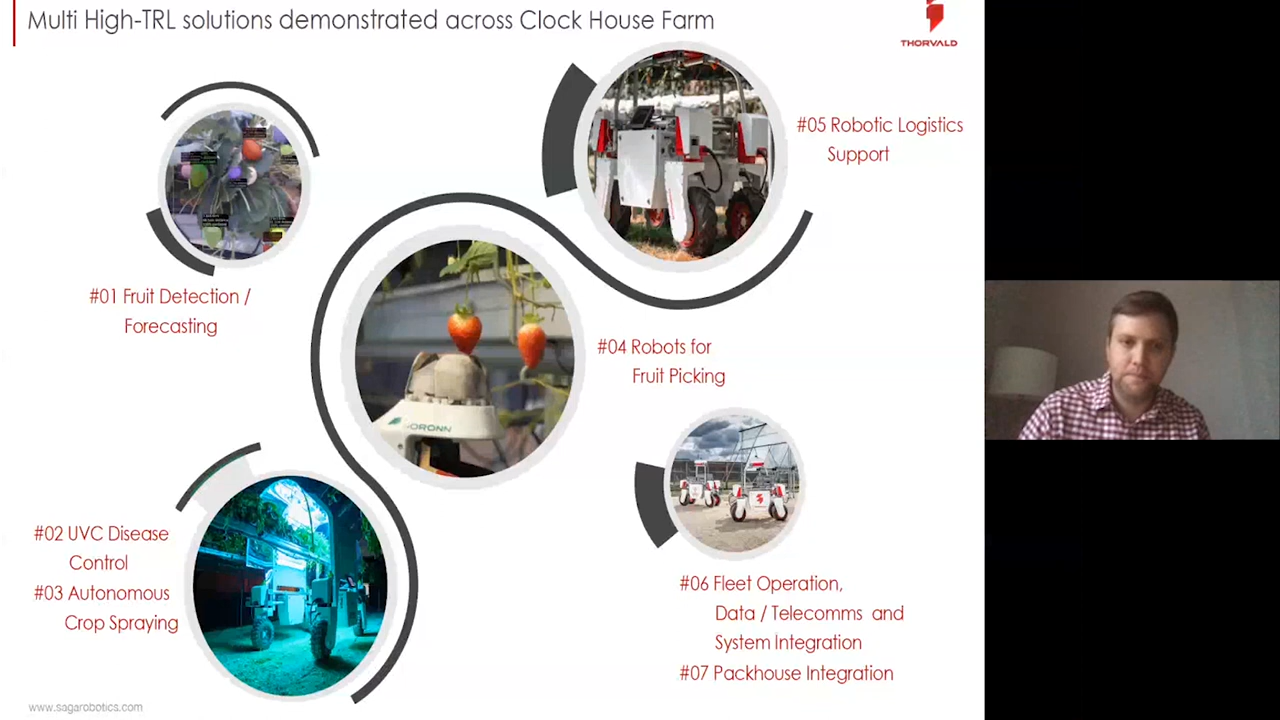 Multi High-TRL solutions demonstrated across Clock House Farm
THORVALD
#05 Robotic Logistics
Support
#01 Fruit Detection /
Forecasting
#04 Robots for
Fruit Picking
#02 UVC Disease
Control
#03 Autonomous
Crop Spraying
#06 Fleet Operation,
Data / Telecomms and
System Integration
#07 Packhouse Integration
www.sagarobotics.com